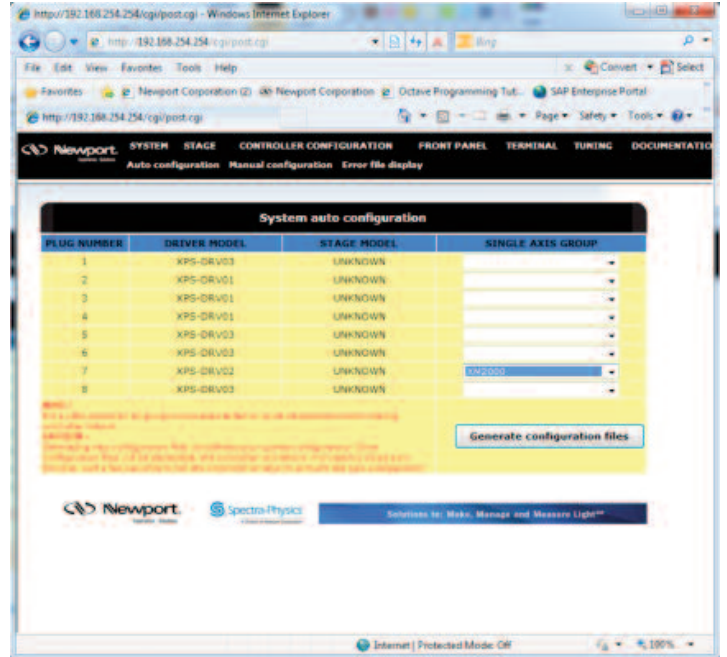 http://192.168.254.254/cgi/post.cgi - Windows Internet Explorer
http://192.168.254.254/cgi/post.cgi
Bing
File Edit View Favorites Tools Help
x Convert Select
Favorites Newport Corporation (2) Newport Corporation Octave Programming Tut... SAP Enterprise Portal
http://192.168.254.254/cgi/post.cgi
Page Safety Tools
Newport. SYSTEM STAGE CONTROLLER CONFIGURATION FRONT PANEL TERMINAL TUNING DOCUMENTATIO
Auto configuration Manual configuration Error file display
System auto configuration
PLUG NUMBER DRIVER MODEL STAGE MODEL SINGLE AXIS GROUP
1 XPS-DRV03 UNKNOWN
2 XPS-DRV01 UNKNOWN
3 XPS-DRV01 UNKNOWN
4 XPS-DRV01 UNKNOWN
5 XPS-DRV03 UNKNOWN
6 XPS-DRV03 UNKNOWN
7 XPS-DRV02 UNKNOWN XM2000
8 XPS-DRV03 UNKNOWN
Generate configuration files
Newport. Spectra-Physics Solutions to: Make, Manage and Measure Light
Internet | Protected Mode: Off 100%